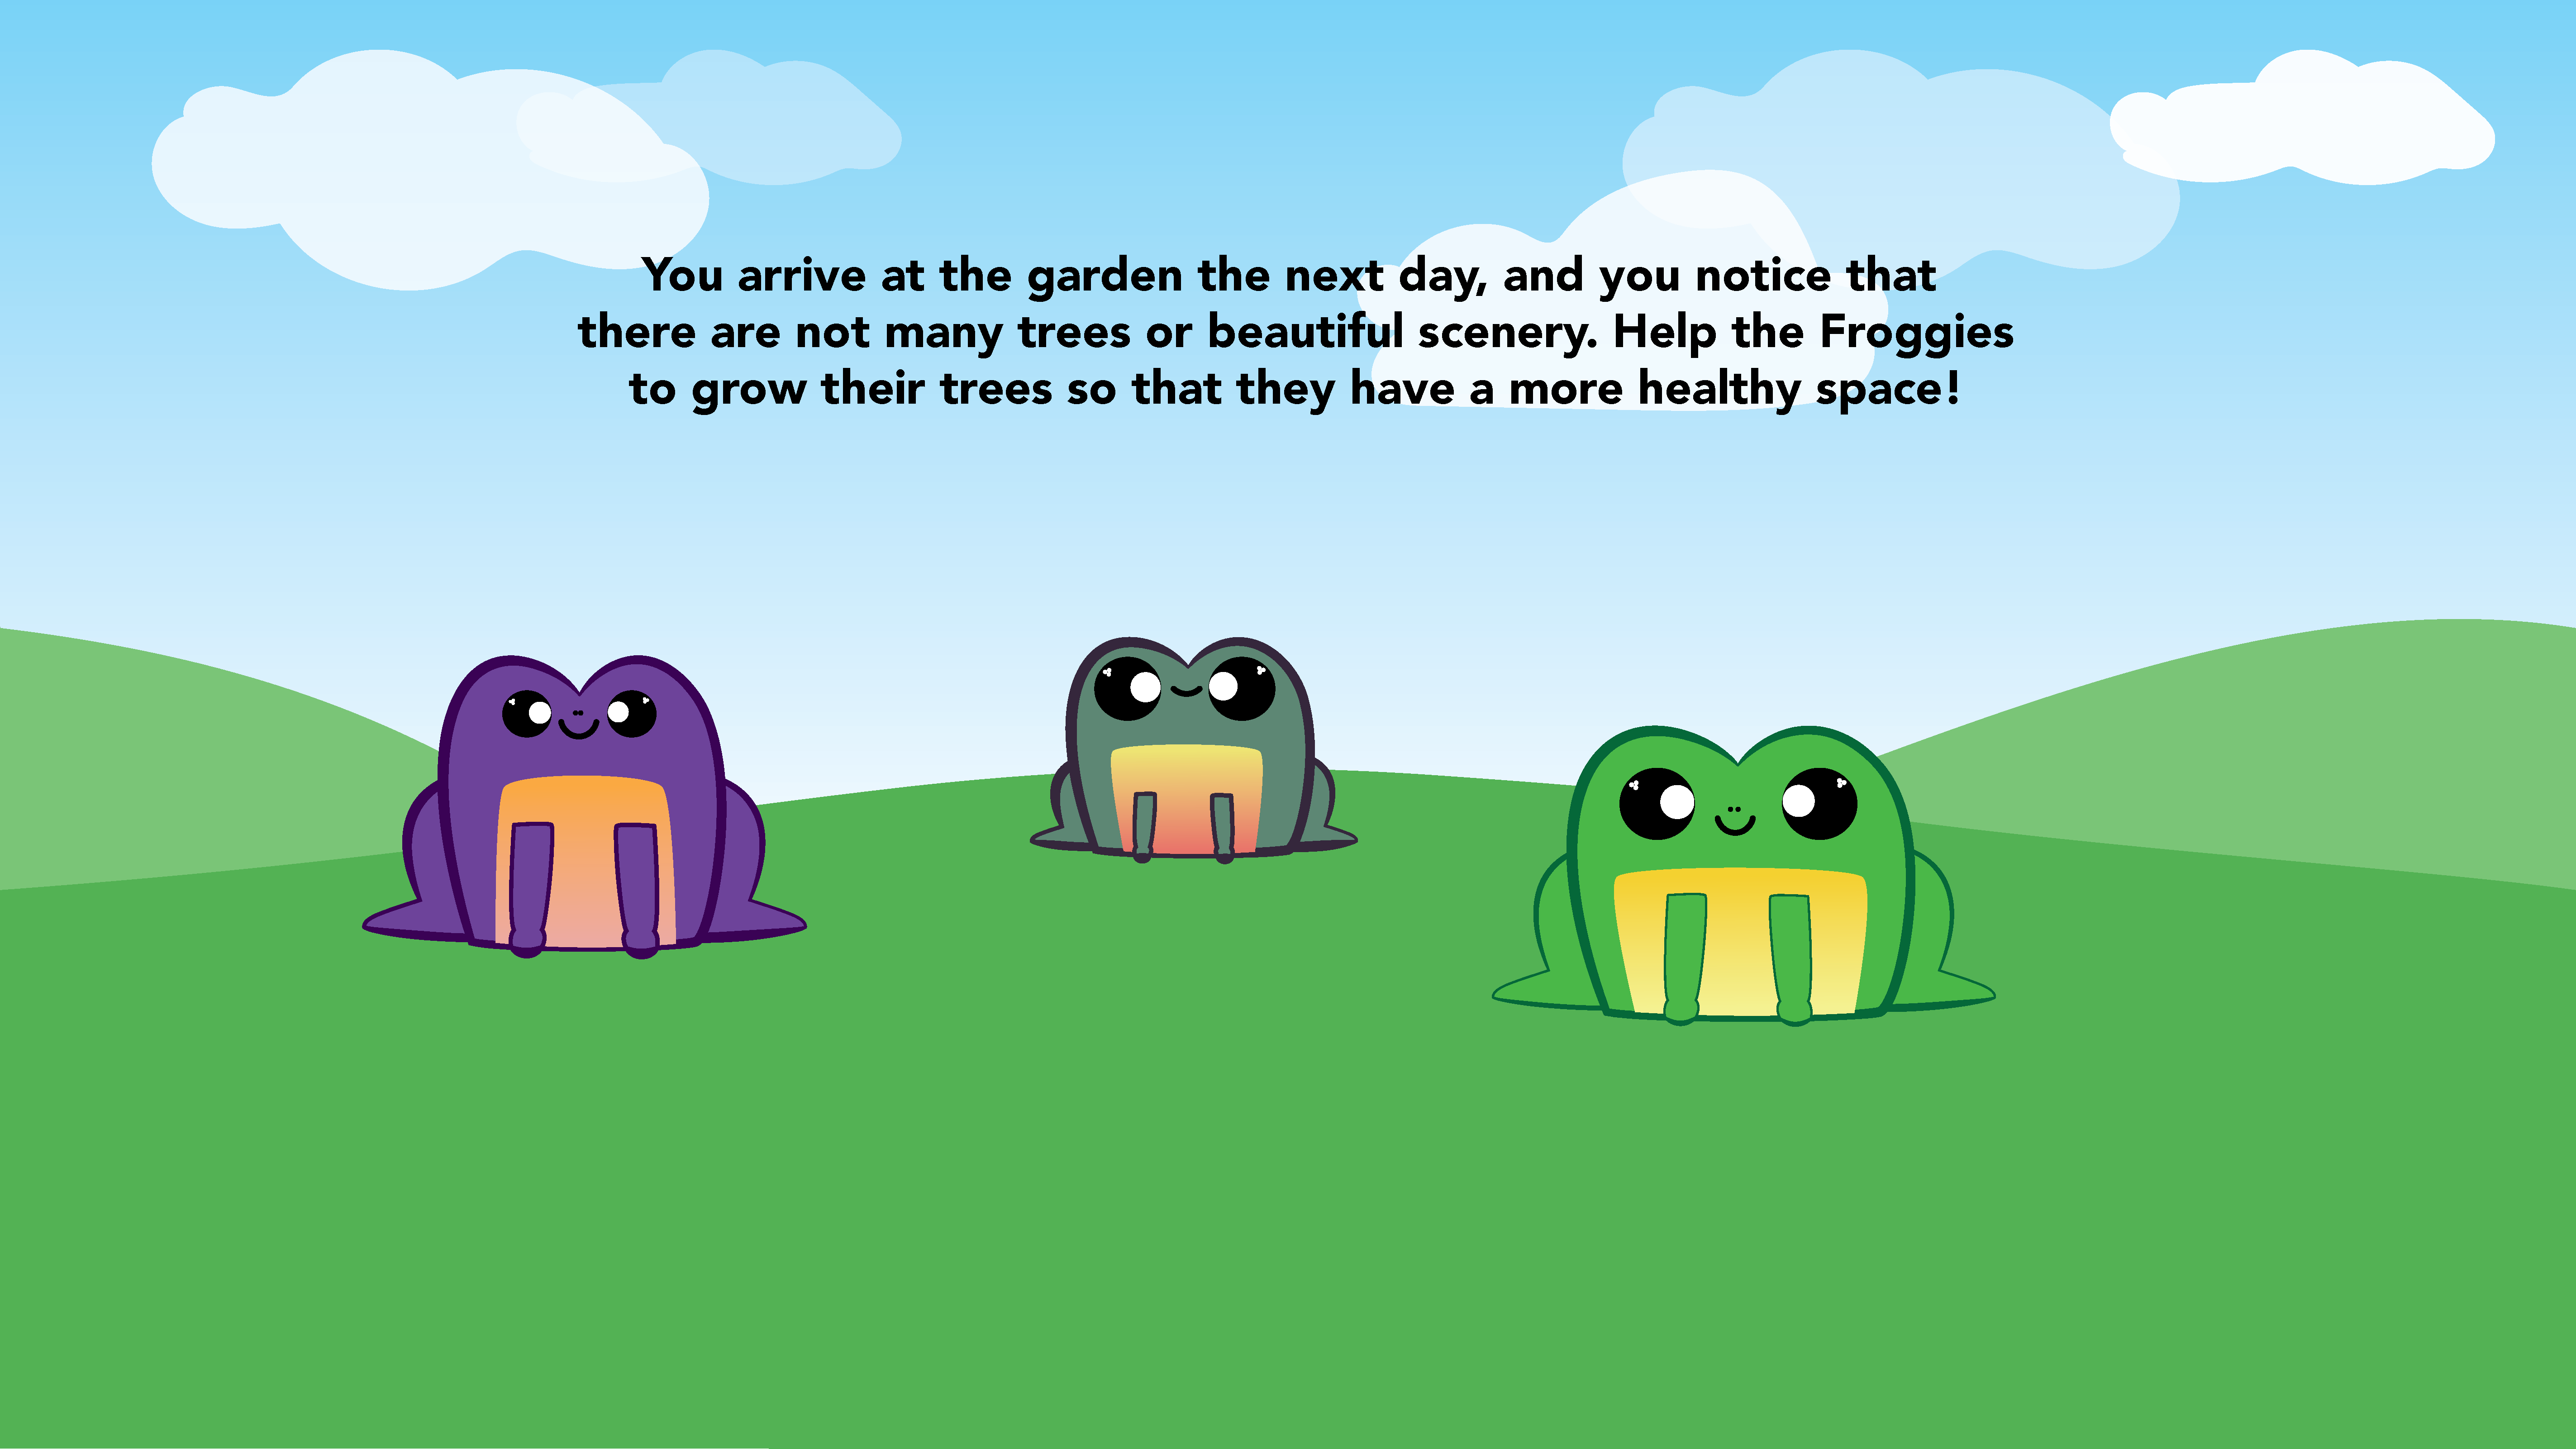 You arrive at the garden the next day, and you notice that
there are not many trees or beautiful scenery. Help the Froggies
to grow their trees so that they have a more healthy space!